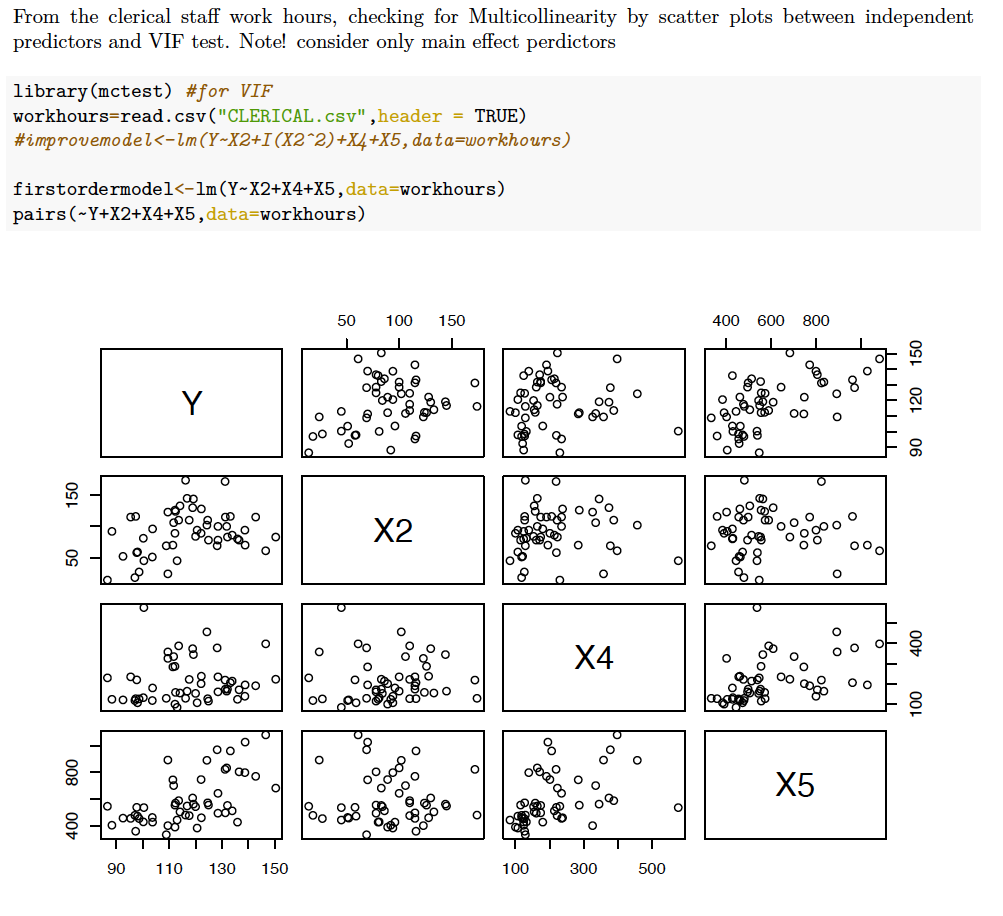 From the clerical staff work hours, checking for Multicollinearity by scatter plots between independent
predictors and VIF test. Note! consider only main effect perdictors
library(mctest) #for VIF
workhours=read.csv("CLERICAL.csv",header = TRUE)
#improvemodel<-lm(Y~X2+I(X2^2)+X4+X5,data=workhours)
firstordermodel<-lm(Y~X2+X4+X5,data=workhours)
pairs(~Y+X2+X4+X5,data=workhours)
50 100 150 400 600 800
Y 90 120 150
50 150 X2
X4 100 400
400 800 X5
90 110 130 150 100 300 500